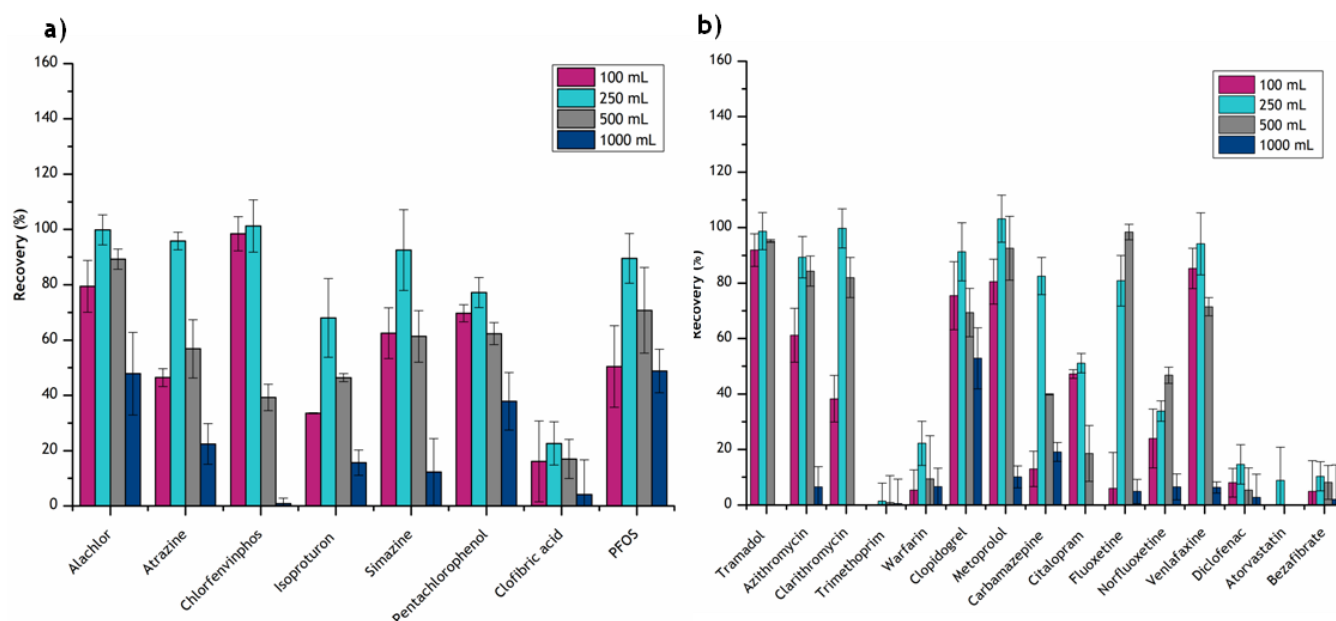 a)
160
140
120
100
80
60
40
20
0
Recovery (%)
100 mL
250 mL
500 mL
1000 mL
Alachlor
Atrazine
Chlorfenvinphos
Isoproturon
Simazine
Pentachlorophenol
Clofibric acid
PFOS
b)
160
140
120
100
80
60
40
20
0
Recovery (%)
100 mL
250 mL
500 mL
1000 mL
Tramadol
Azithromycin
Clarithromycin
Trimethoprim
Warfarin
Clopidogrel
Metoprolol
Carbamazepine
Citalopram
Fluoxetine
Norfluoxetine
Venlafaxine
Diclofenac
Atorvastatin
Bezafibrate